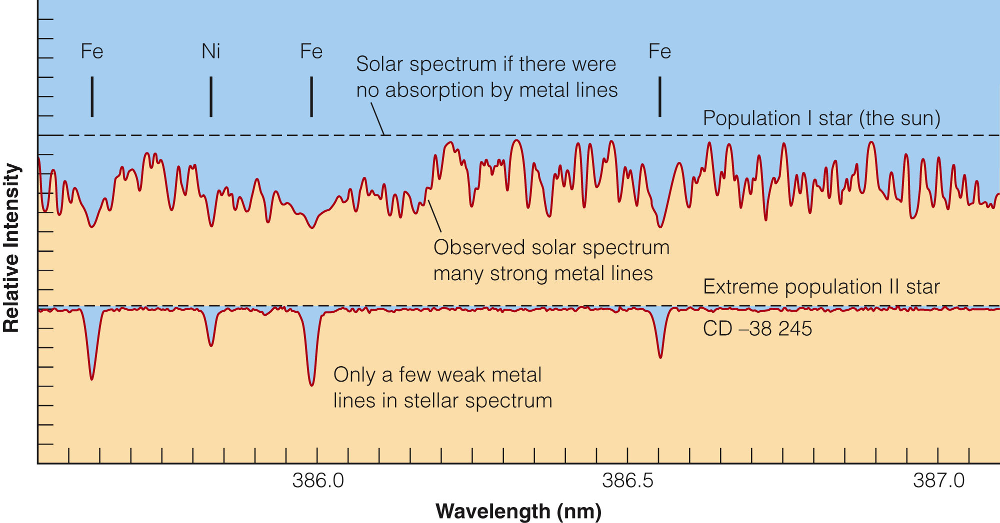 Fe
Ni
Fe
Fe
Solar spectrum if there were
no absorption by metal lines
Population I star (the sun)
Observed solar spectrum
many strong metal lines
Extreme population II star
CD –38 245
Only a few weak metal
lines in stellar spectrum
Relative Intensity
386.0
386.5
387.0
Wavelength (nm)